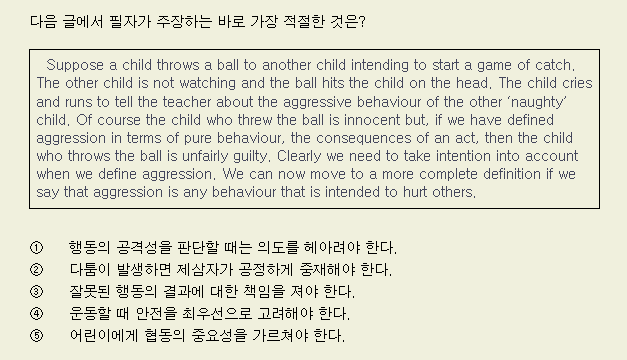 다음 글에서 필자가 주장하는 바로 가장 적절한 것은?
Suppose a child throws a ball to another child intending to start a game of catch.
The other child is not watching and the ball hits the child on the head. The child cries
and runs to tell the teacher about the aggressive behaviour of the other ‘naughty’
child. Of course the child who threw the ball is innocent but, if we have defined
aggression in terms of pure behaviour, the consequences of an act, then the child
who throws the ball is unfairly guilty. Clearly we need to take intention into account
when we define aggression. We can now move to a more complete definition if we
say that aggression is any behaviour that is intended to hurt others.
① 행동의 공격성을 판단할 때는 의도를 헤아려야 한다.
② 다툼이 발생하면 제삼자가 공정하게 중재해야 한다.
③ 잘못된 행동의 결과에 대한 책임을 져야 한다.
④ 운동할 때 안전을 최우선으로 고려해야 한다.
⑤ 어린이에게 협동의 중요성을 가르쳐야 한다.